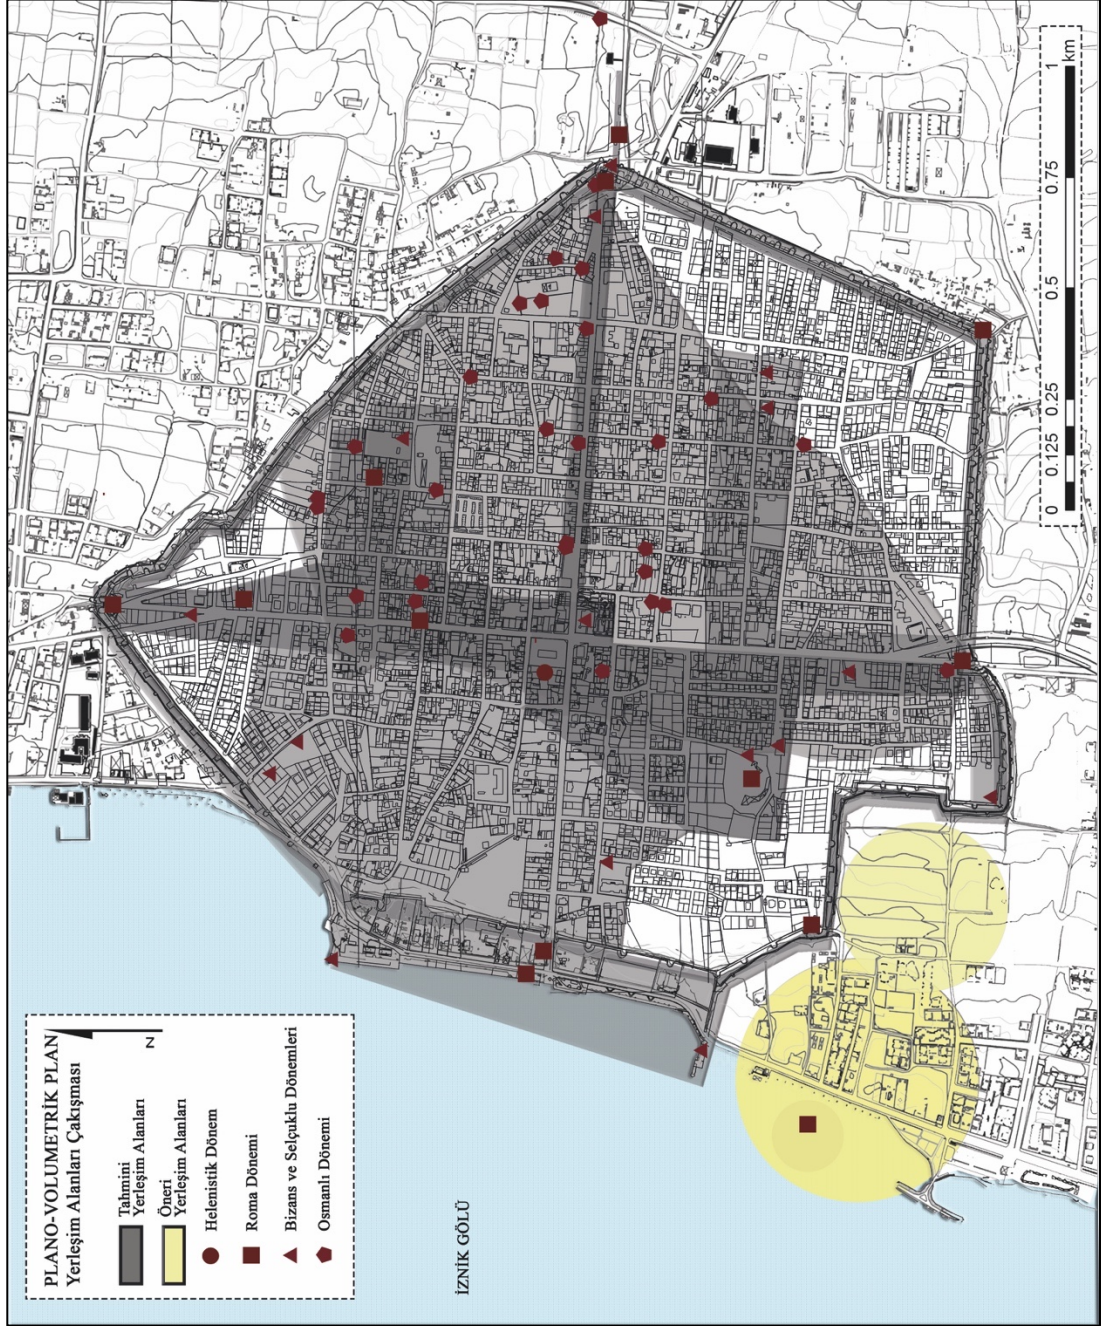 PLANO-VOLUMETRİK PLAN
Yerleşim Alanları Çakışması
N
Tahmini
Yerleşim Alanları
Öneri
Yerleşim Alanları
Helenistik Dönem
Roma Dönemi
Bizans ve Selçuklu Dönemleri
Osmanlı Dönemi
İZNİK GÖLÜ
0 0.125 0.25 0.5 0.75 1
km